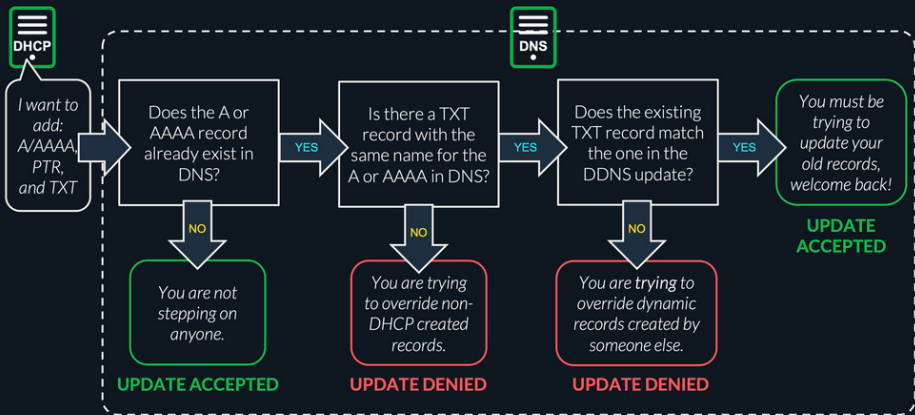 DHCP
DNS
I want to
add:
A/AAAA,
PTR,
and TXT
Does the A or
AAAA record
already exist in
DNS?
YES
Is there a TXT
record with the
same name for the
A or AAAA in DNS?
YES
Does the existing
TXT record match
the one in the
DDNS update?
YES
You must be
trying to
update your
old records,
welcome back!
UPDATE
ACCEPTED
NO
NO
NO
You are not
stepping on
anyone.
UPDATE ACCEPTED
You are trying
to override non-
DHCP created
records.
UPDATE DENIED
You are trying to
override dynamic
records created by
someone else.
UPDATE DENIED